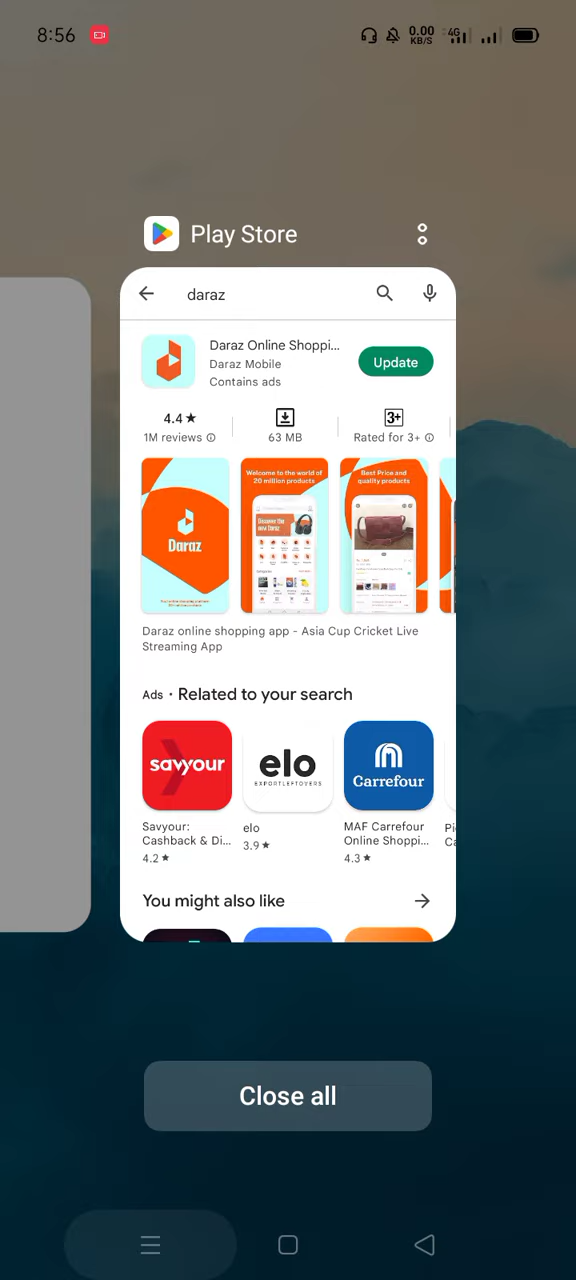 8:56
0.00
KB/S
4G
Play Store
daraz
Daraz Online Shoppi...
Daraz Mobile
Contains ads
Update
4.4★
1M reviews
63 MB
3+
Rated for 3+
Daraz
Welcome to the world of
20 million products
Best Price and
quality products
Daraz online shopping app - Asia Cup Cricket Live
Streaming App
Ads · Related to your search
savyour
elo
EXPORTLEFTOVERS
Carrefour
Savyour:
Cashback & Di...
4.2★
elo
3.9★
MAF Carrefour
Online Shoppi...
4.3★
Pi
Ca
You might also like
Close all